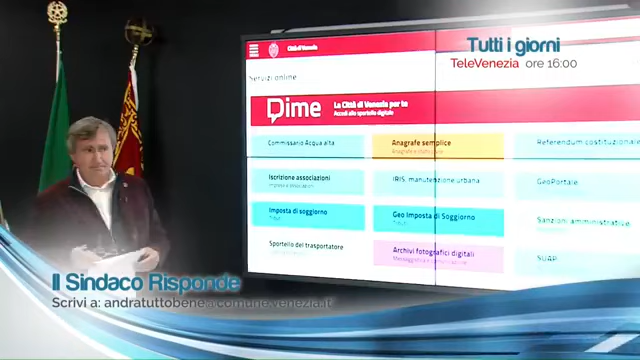 Tutti i giorni
TeleVenezia ore 16:00
Città di Venezia
Servizi online
Dime
La Città di Venezia per te
Accedi allo sportello digitale
Commissario Acqua alta
Anagrafe semplice
Referendum costituzionale
Iscrizione associazioni
IRIS, manutenzione urbana
GeoPortale
Imposta di soggiorno
Geo Imposta di Soggiorno
Sanzioni amministrative
Sportello del trasportatore
Archivi fotografici digitali
SUAP
Il Sindaco Risponde
Scrivi a: andratuttobene@comune.venezia.it